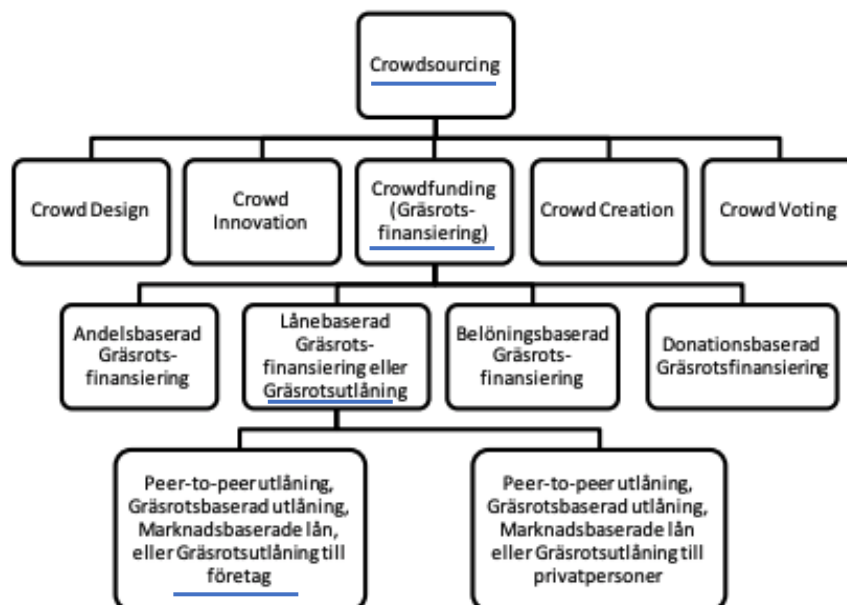 Crowdsourcing
Crowd Design
Crowd
Innovation
Crowdfunding
(Gräsrots-
finansiering)
Crowd Creation
Crowd Voting
Andelsbaserad
Gräsrots-
finansiering
Lånebaserad
Gräsrots-
finansiering eller
Gräsrotsutlåning
Belöningsbaserad
Gräsrots-
finansiering
Donationsbaserad
Gräsrotsfinansiering
Peer-to-peer utlåning,
Gräsrotsbaserad utlåning,
Marknadsbaserade lån,
eller Gräsrotsutlåning till
företag
Peer-to-peer utlåning,
Gräsrotsbaserad utlåning,
Marknadsbaserade lån
eller Gräsrotsutlåning till
privatpersoner